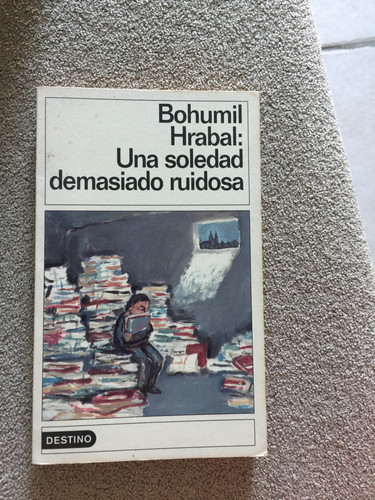 Bohumil
Hrabal:
Una soledad
demasiado ruidosa
DESTINO